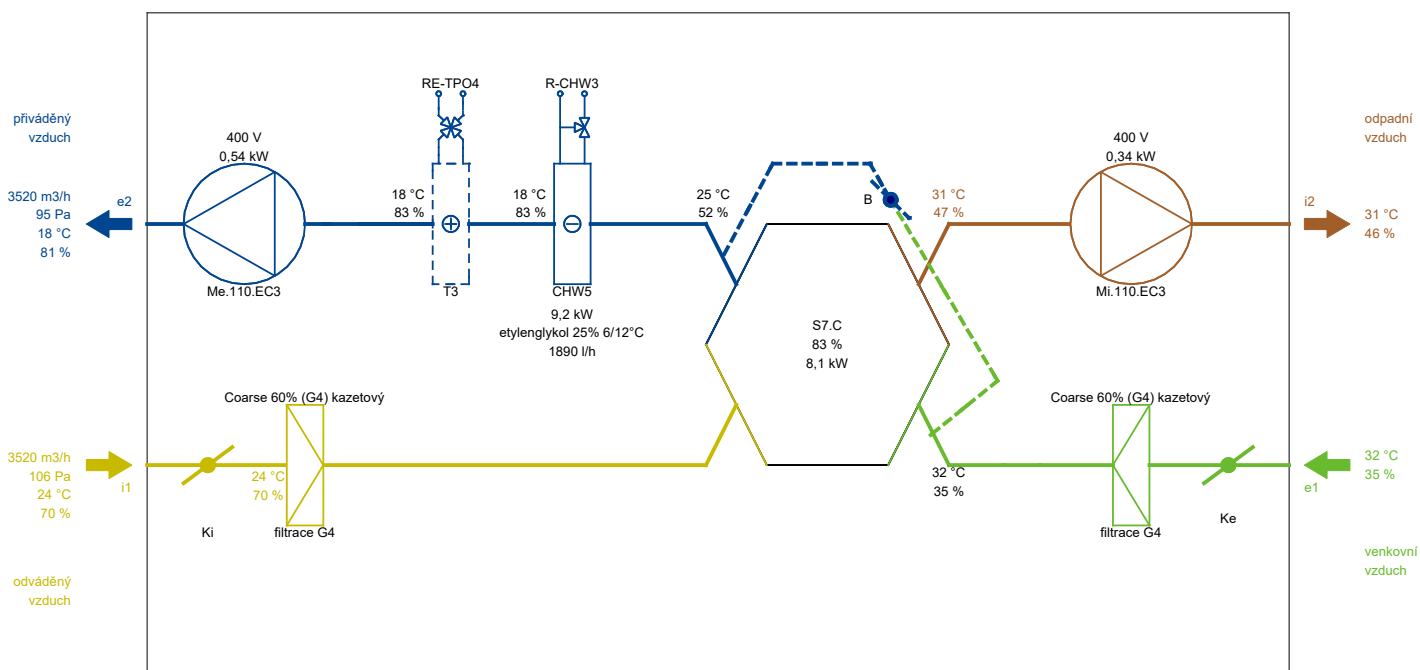 RE-TPO4
R-CHW3
přiváděný
vzduch
400 V
0,54 kW
3520 m3/h
95 Pa
18 °C
81 %
e2
18 °C
83 %
18 °C
83 %
25 °C
52 %
B
31 °C
47 %
400 V
0,34 kW
odpadní
vzduch
i2
31 °C
46 %
Me.110.EC3
T3
CHW5
9,2 kW
etylenglykol 25% 6/12°C
1890 l/h
S7.C
83 %
8,1 kW
Mi.110.EC3
Coarse 60% (G4) kazetový
Coarse 60% (G4) kazetový
3520 m3/h
106 Pa
24 °C
70 %
i1
24 °C
70 %
32 °C
35 %
32 °C
35 %
e1
Ki
filtrace G4
filtrace G4
Ke
odváděný
vzduch
venkovní
vzduch